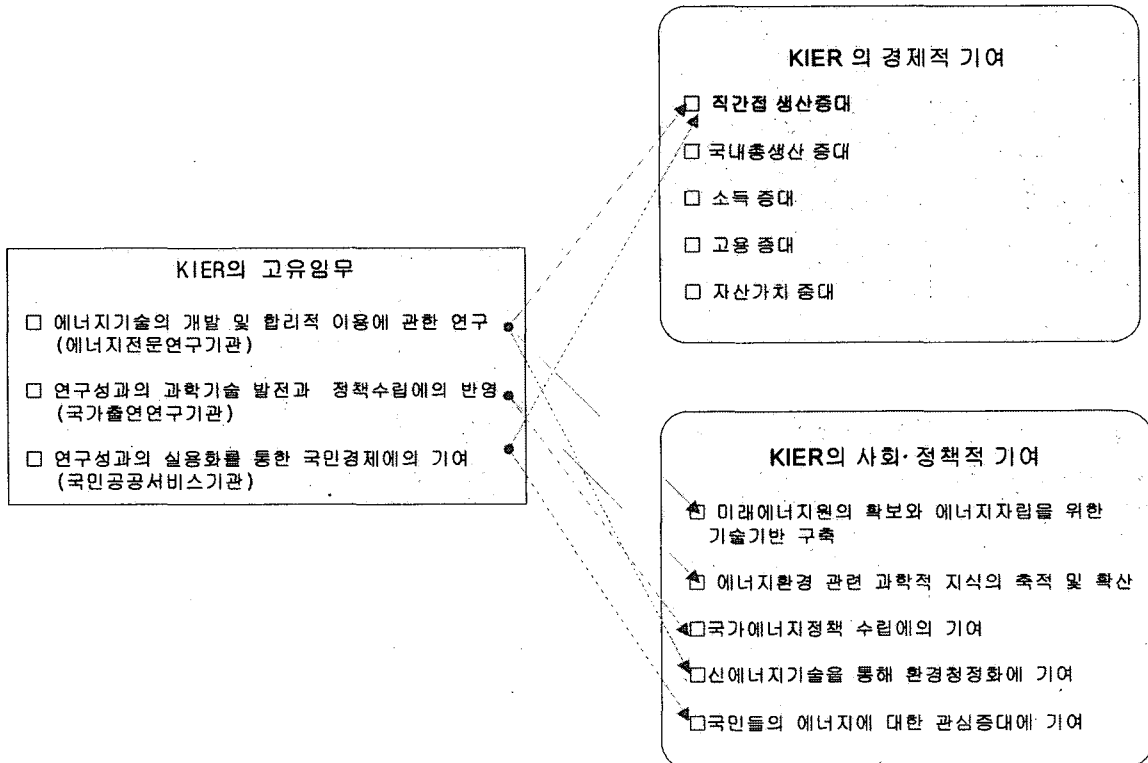 KIER 의 경제적 기여
□ 직간접 생산증대
□ 국내총생산 증대
□ 소득 증대
□ 고용 증대
□ 자산가치 증대
KIER의 고유임무
□ 에너지기술의 개발 및 합리적 이용에 관한 연구
(에너지전문연구기관)
□ 연구성과의 과학기술 발전과 정책수립에의 반영
(국가출연연구기관)
□ 연구성과의 실용화를 통한 국민경제에의 기여
(국민공공서비스기관)
KIER의 사회·정책적 기여
□ 미래에너지원의 확보와 에너지자립을 위한
기술기반 구축
□ 에너지환경 관련 과학적 지식의 축적 및 확산
□국가에너지정책 수립에의 기여
□신에너지기술을 통해 환경청정화에 기여
□국민들의 에너지에 대한 관심증대에 기여